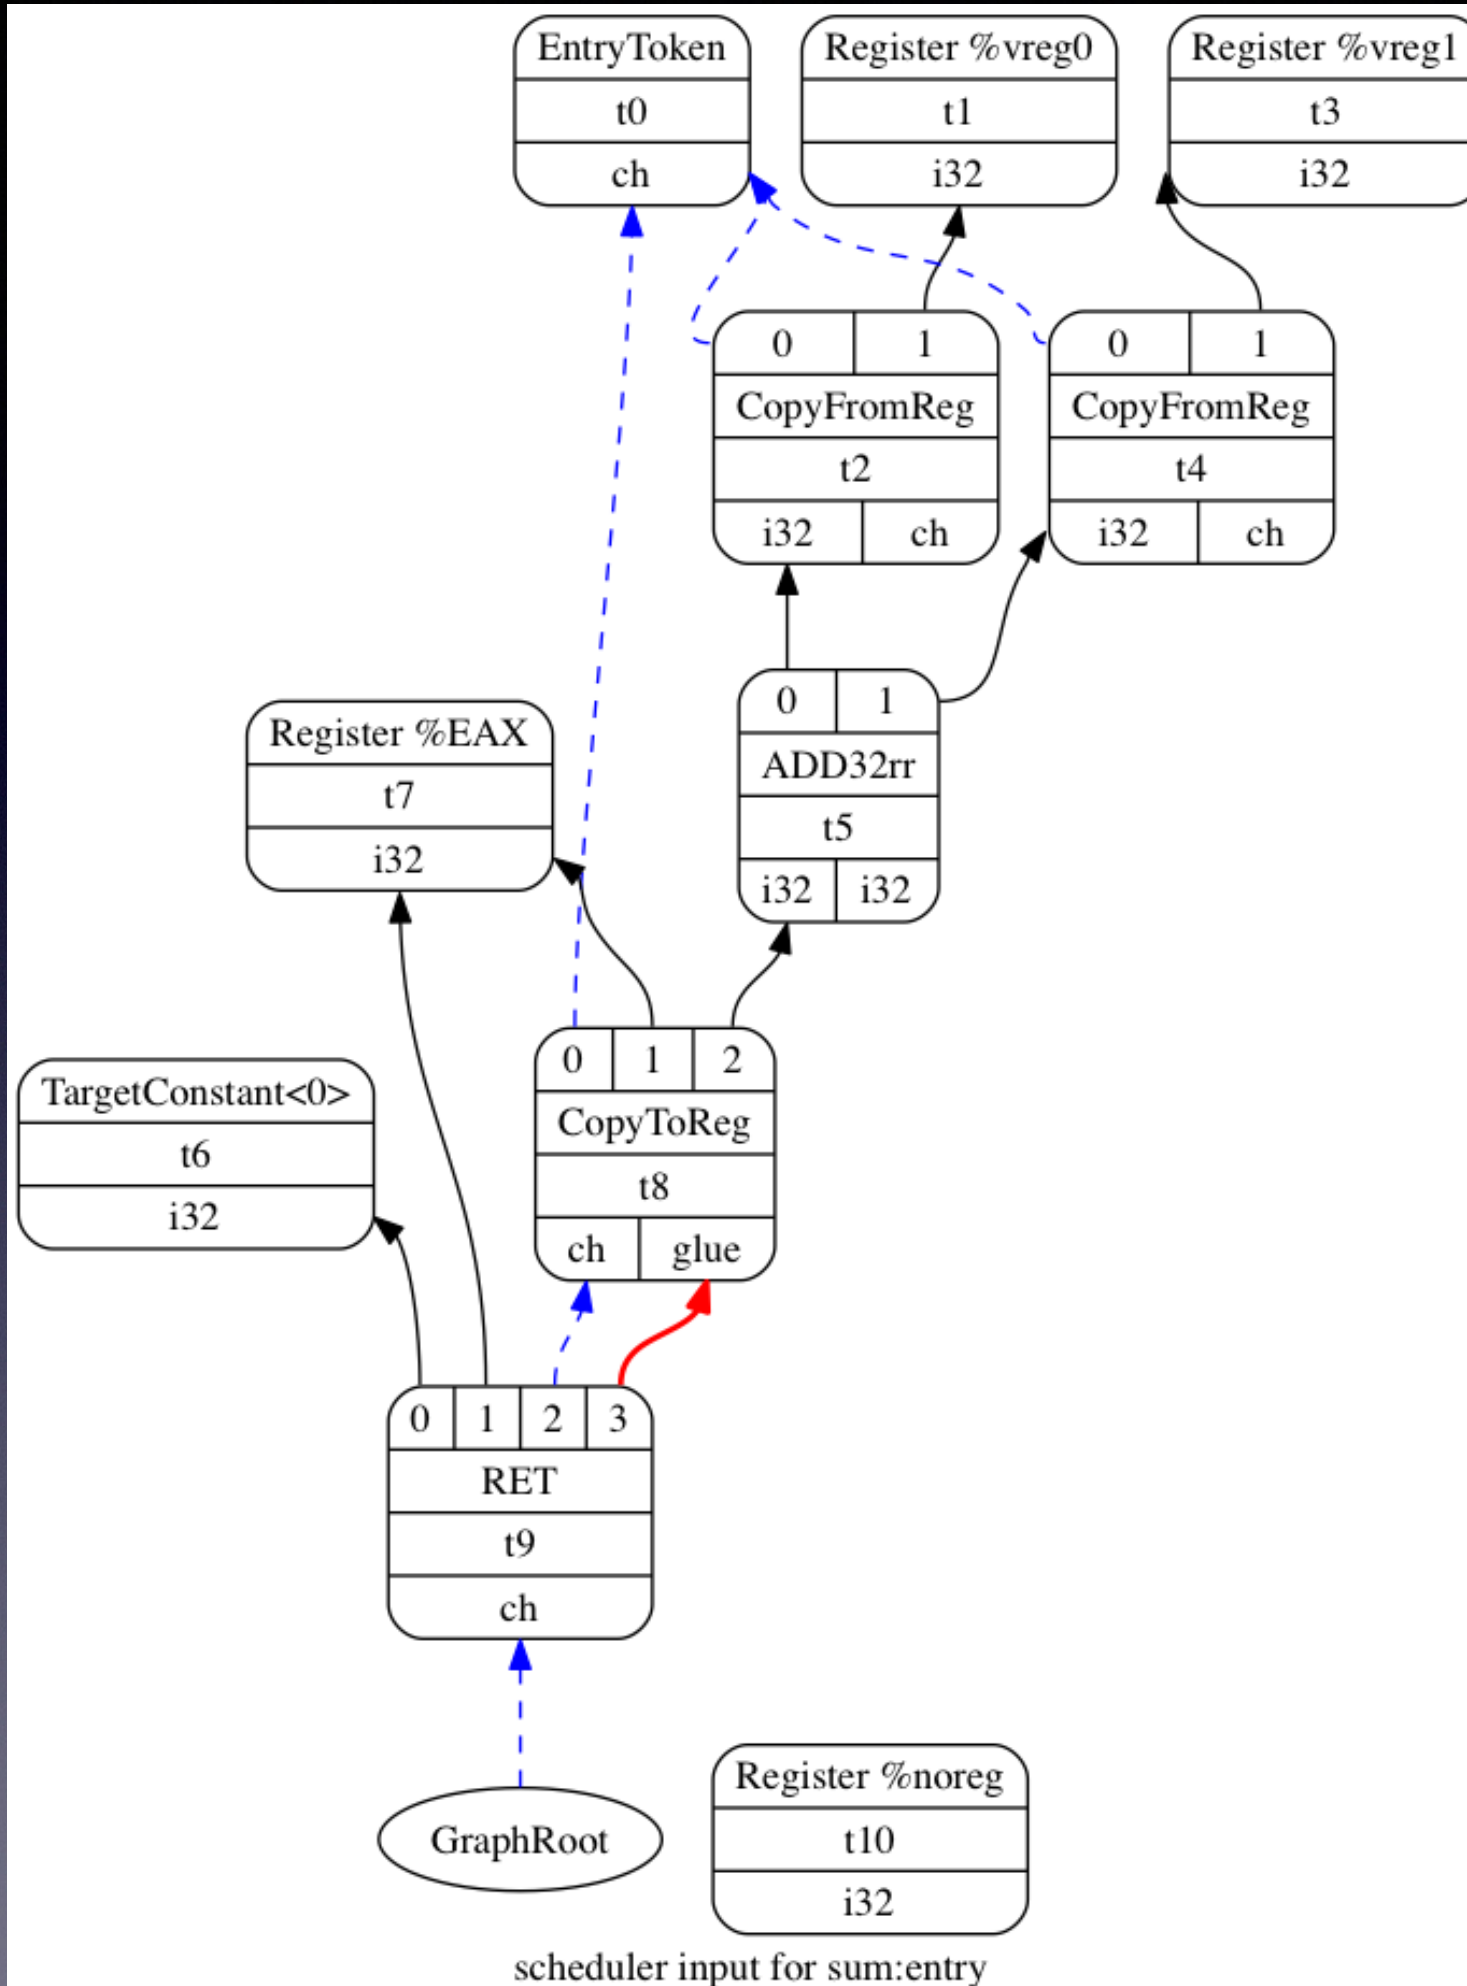 EntryToken
t0
ch
Register %vreg0
t1
i32
Register %vreg1
t3
i32
0 1
CopyFromReg
t2
i32 ch
0 1
CopyFromReg
t4
i32 ch
0 1
ADD32rr
t5
i32 i32
Register %EAX
t7
i32
0 1 2
CopyToReg
t8
ch glue
TargetConstant<0>
t6
i32
0 1 2 3
RET
t9
ch
GraphRoot
Register %noreg
t10
i32
scheduler input for sum:entry